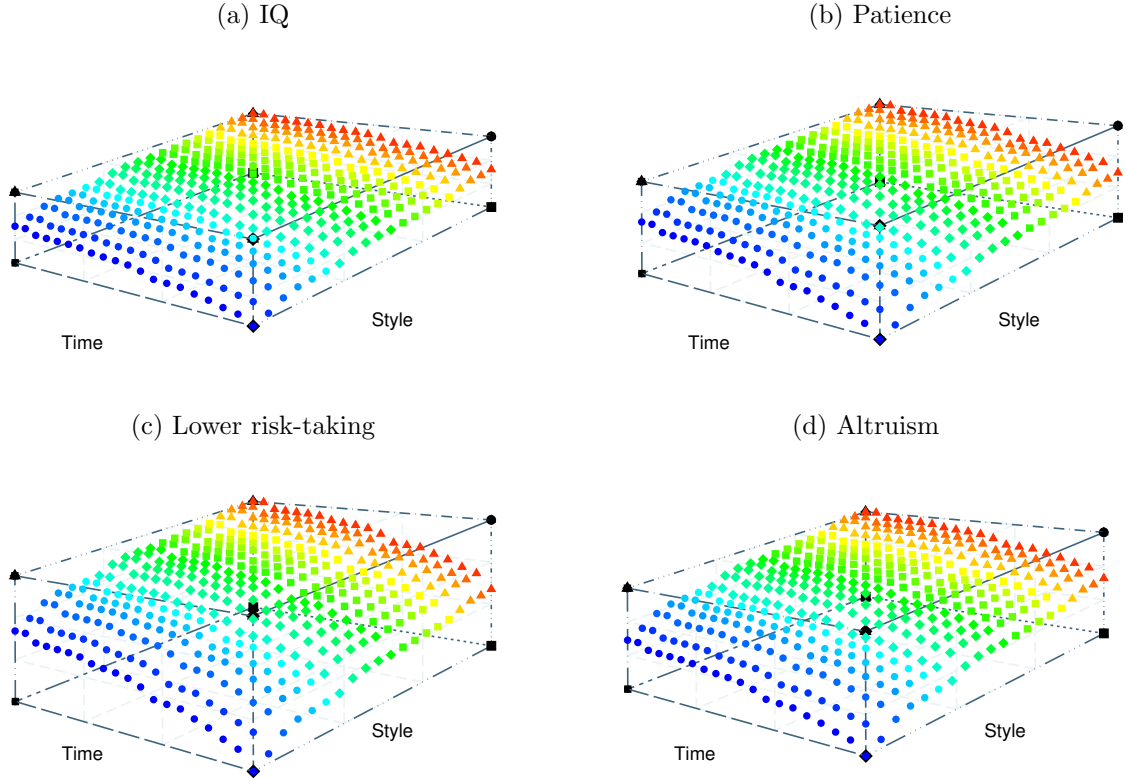 (a) IQ
(b) Patience
Time
Style
Time
Style
(c) Lower risk-taking
(d) Altruism
Time
Style
Time
Style